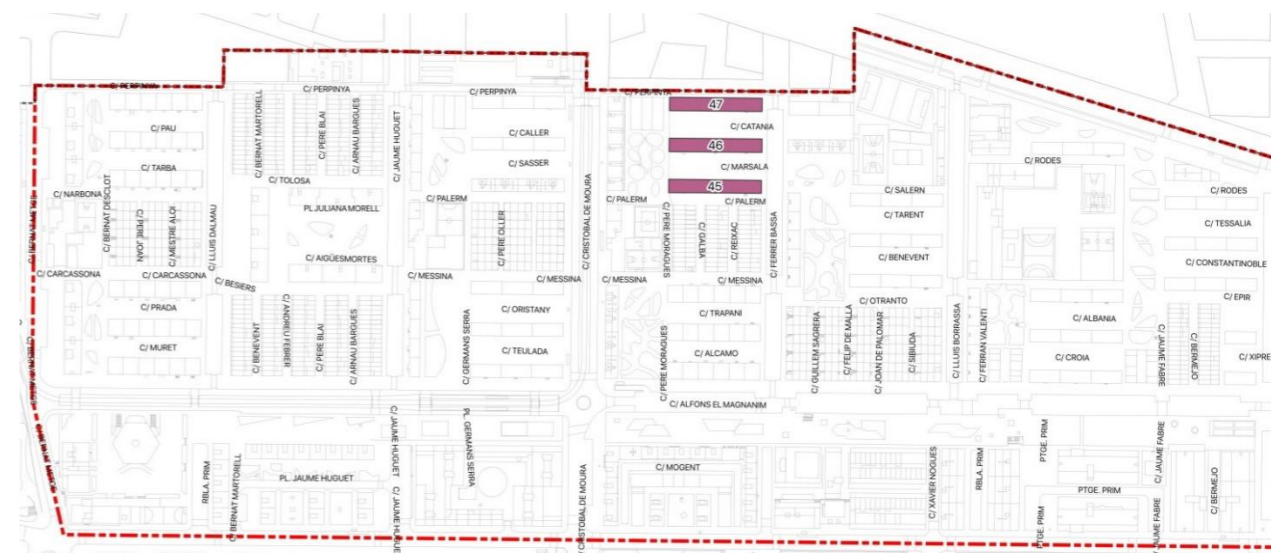 C/ PERPINYA
C/ PERPINYA
C/ PERPINYA
C/ PERPINYA
47
C/ PAU
C/ BERNAT MARTORELL
C/ PERE BLAI
C/ ARNAU BARGUES
C/ JAUME HUGUET
C/ CALLER
C/ CATANIA
46
C/ TARBA
C/ SASSER
C/ MARSALA
C/ RODES
C/ TOLOSA
45
C/ NARBONA
C/ PALERM
C/ PALERM
C/ PALERM
C/ SALERN
C/ RODES
C/ BERNAT DESCLOT
C/ PERE JOAN
C/ MESTRE ALOI
C/ LLUIS DALMAU
PL JULIANA MORELL
C/ PERE OLLER
C/ CRISTOBAL DE MOURA
C/ PERE MORAGUES
C/ GALBA
C/ REIXAC
C/ FERRER BASSA
C/ TARENT
C/ TESSALIA
C/ AIGÜESMORTES
C/ BENEVENT
C/ CONSTANTINOBLE
C/ CARCASSONA
C/ CARCASSONA
C/ BESIERS
C/ MESSINA
C/ MESSINA
C/ MESSINA
C/ MESSINA
C/ OTRANTO
C/ EPIR
C/ PRADA
C/ ORISTANY
C/ TRAPANI
C/ ALBANIA
C/ BENEVENT
C/ ANDREU FEBRER
C/ PERE BLAI
C/ ARNAU BARGUES
C/ GERMANS SERRA
C/ PERE MORAGUES
C/ GUILLEM SAGRERA
C/ FELIP DE MALLA
C/ JOAN DE PALOMAR
C/ SIBIUDA
C/ LLUIS BORRASSA
C/ FERRAN VALENTI
C/ JAUME FABRE
C/ BERMEJO
C/ MURET
C/ TEULADA
C/ ALCAMO
C/ CROIA
C/ XIPRE
C/ ALFONS EL MAGNANIM
C/ JAUME HUGUET
PL. GERMANS SERRA
PTGE. PRIM
C/ JAUME FABRE
RBLA. PRIM
C/ BERNAT MARTORELL
PL. JAUME HUGUET
C/ MOGENT
C/ XAVIER NOGUES
RBLA. PRIM
PTGE. PRIM
C/ BERMEJO
C/ JAUME HUGUET
C/ CRISTOBAL DE MOURA
PTGE. PRIM
JAUME FABRE